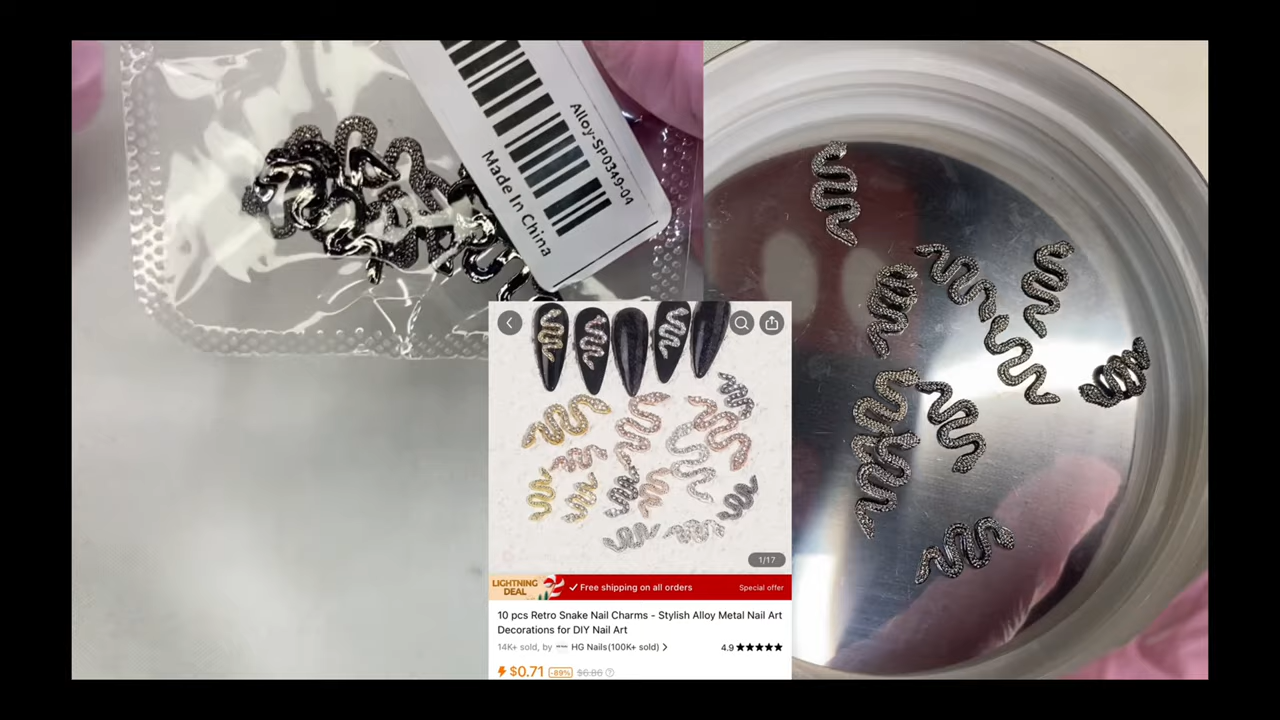 Alloy-SP0349-04
Made In China
1/17
LIGHTNING
DEAL
✓ Free shipping on all orders
Special offer
10 pcs Retro Snake Nail Charms - Stylish Alloy Metal Nail Art
Decorations for DIY Nail Art
14K+ sold, by HG Nails(100K+ sold) >
4.9 ★★★★★
$0.71 -89% $6.86